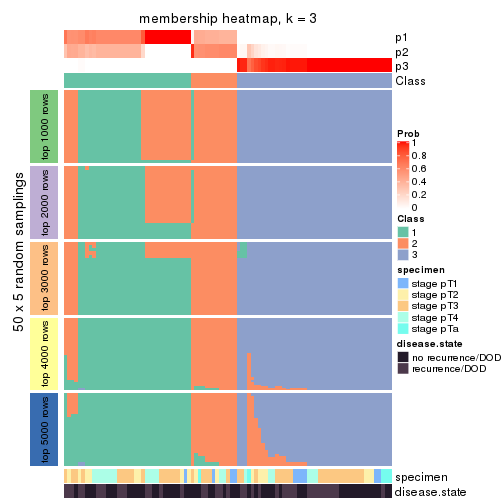 membership heatmap, k = 3
p1
p2
p3
Class
50 x 5 random samplings
top 1000 rows
top 2000 rows
top 3000 rows
top 4000 rows
top 5000 rows
specimen
disease.state
Prob
1
0.8
0.6
0.4
0.2
0
Class
1
2
3
specimen
stage pT1
stage pT2
stage pT3
stage pT4
stage pTa
disease.state
no recurrence/DOD
recurrence/DOD